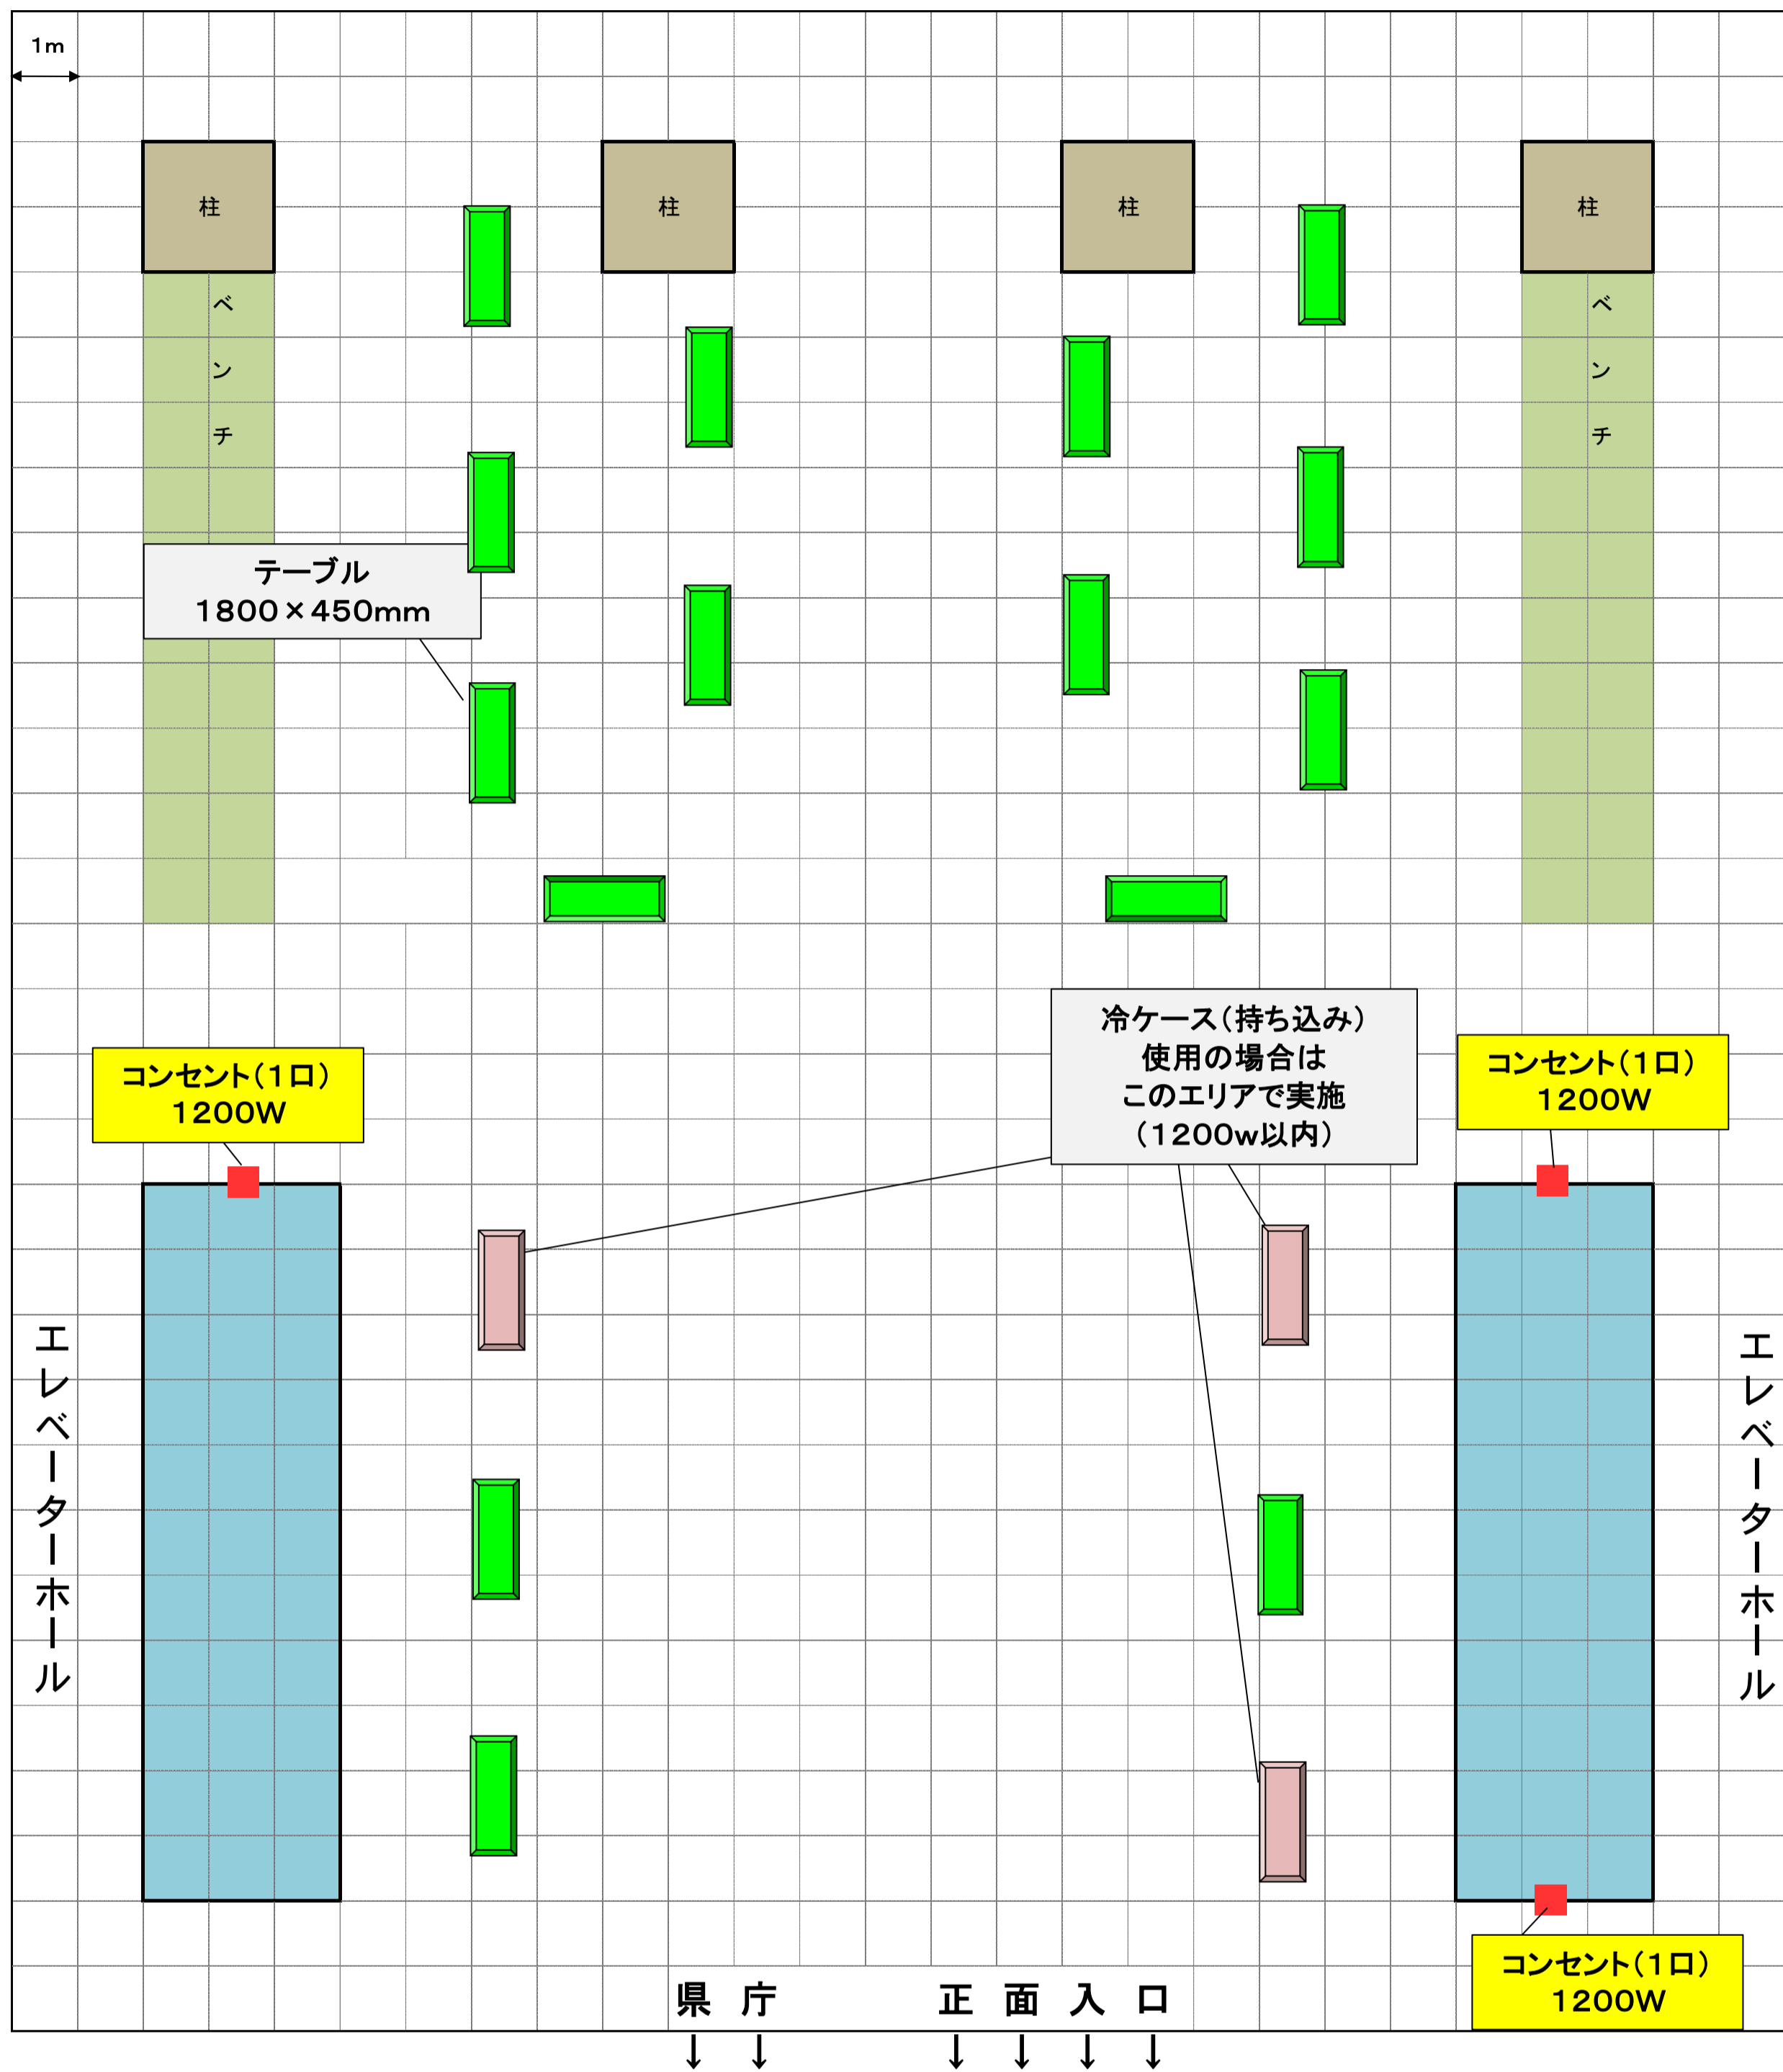 1m
柱
柱
柱
柱
ベンチ
ベンチ
テーブル
1800×450mm
冷ケース(持ち込み)
使用の場合は
このエリアで実施
(1200w以内)
コンセント(1口)
1200W
コンセント(1口)
1200W
エレベーターホール
エレベーターホール
コンセント(1口)
1200W
県庁 正面入口
↓↓ ↓↓↓↓